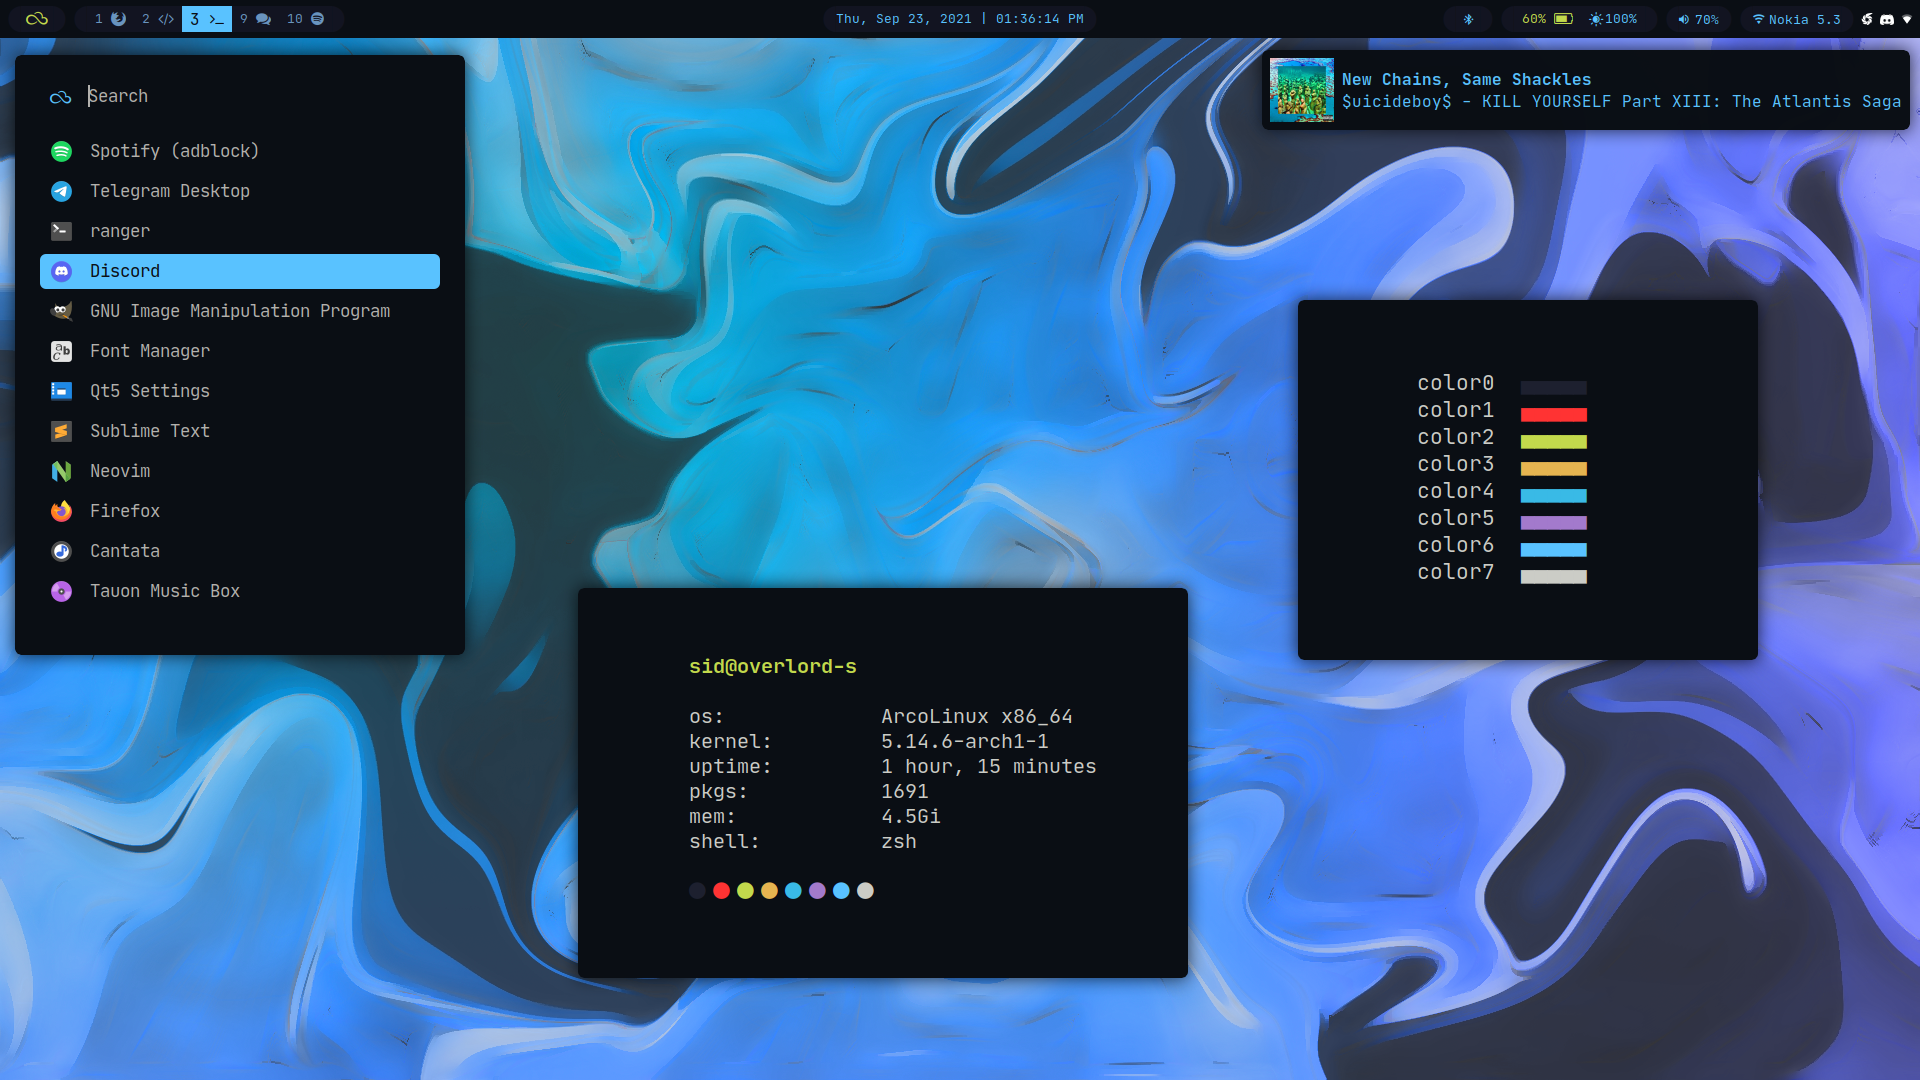 1 2 3 9 10
Thu, Sep 23, 2021 | 01:36:14 PM
60% 100% 70% Nokia 5.3
Search
Spotify (adblock)
Telegram Desktop
ranger
Discord
GNU Image Manipulation Program
Font Manager
Qt5 Settings
Sublime Text
Neovim
Firefox
Cantata
Tauon Music Box
New Chains, Same Shackles
$uicideboy$ - KILL YOURSELF Part XIII: The Atlantis Saga
color0
color1
color2
color3
color4
color5
color6
color7
sid@overlord-s
os: ArcoLinux x86_64
kernel: 5.14.6-arch1-1
uptime: 1 hour, 15 minutes
pkgs: 1691
mem: 4.5Gi
shell: zsh